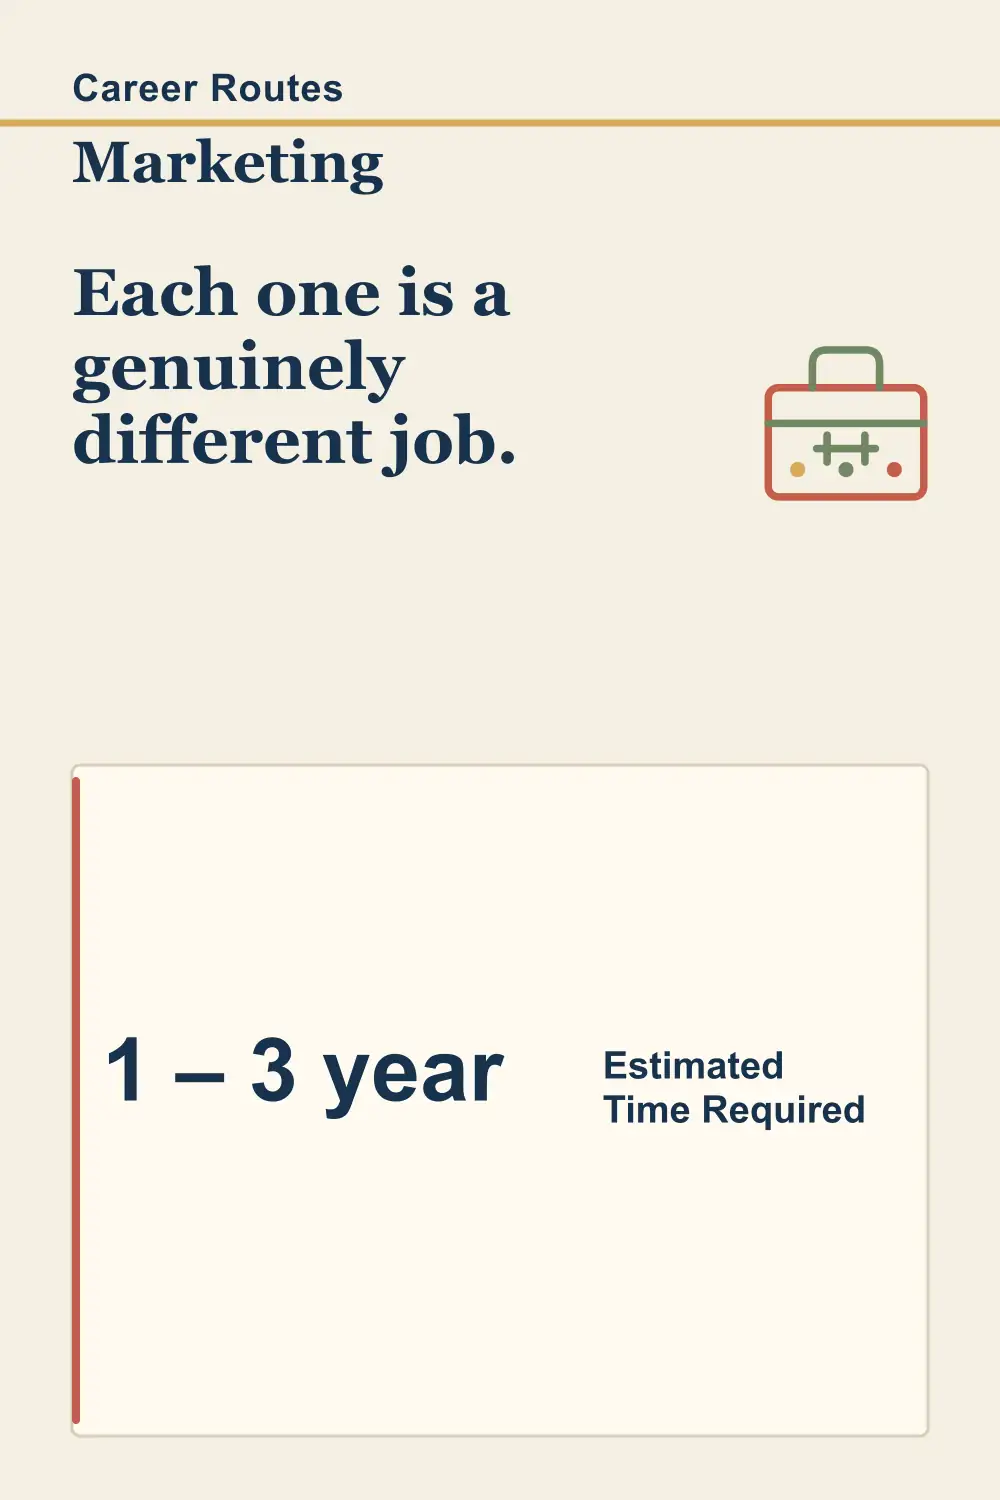 Career Routes
Marketing
Each one is a
genuinely
different job.
1 – 3 year
Estimated
Time Required